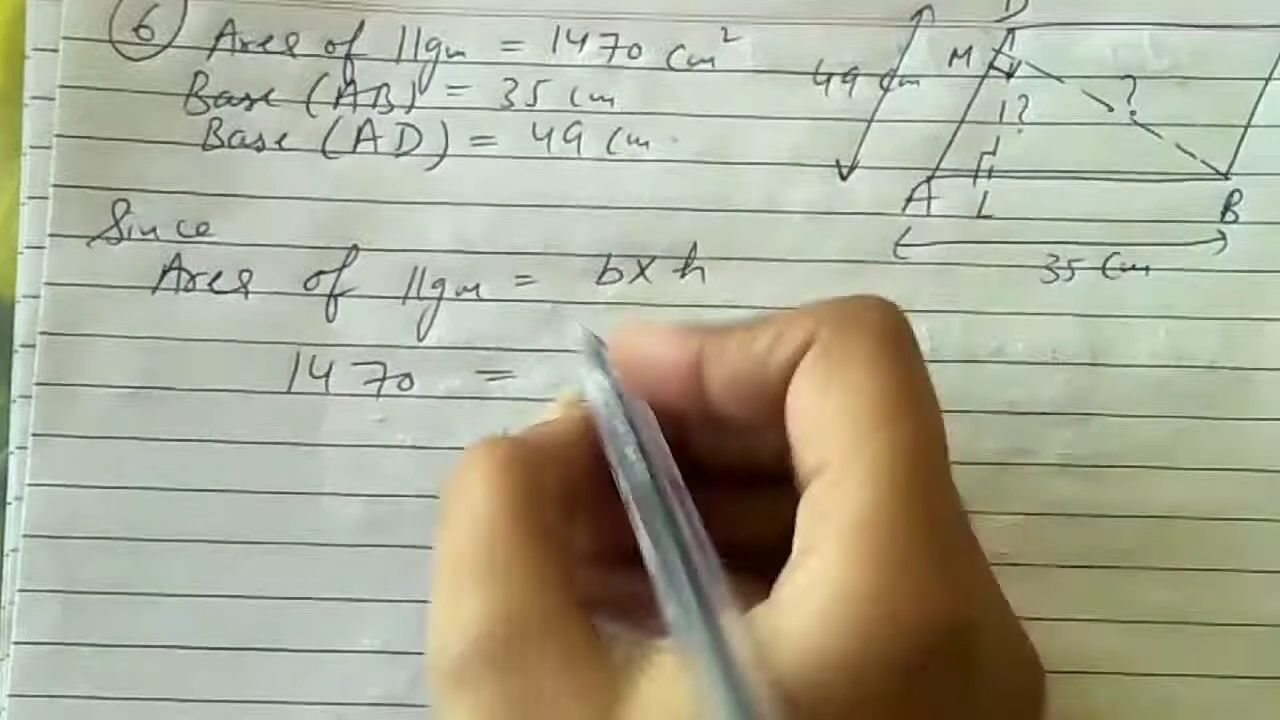 6 Area of ||gm = 1470 cm²
Base (AB) = 35 cm
Base (AD) = 49 cm
Since
Area of ||gm = b×h
1470 =
D
M
49 cm
?
1?
A
L
B
35 cm